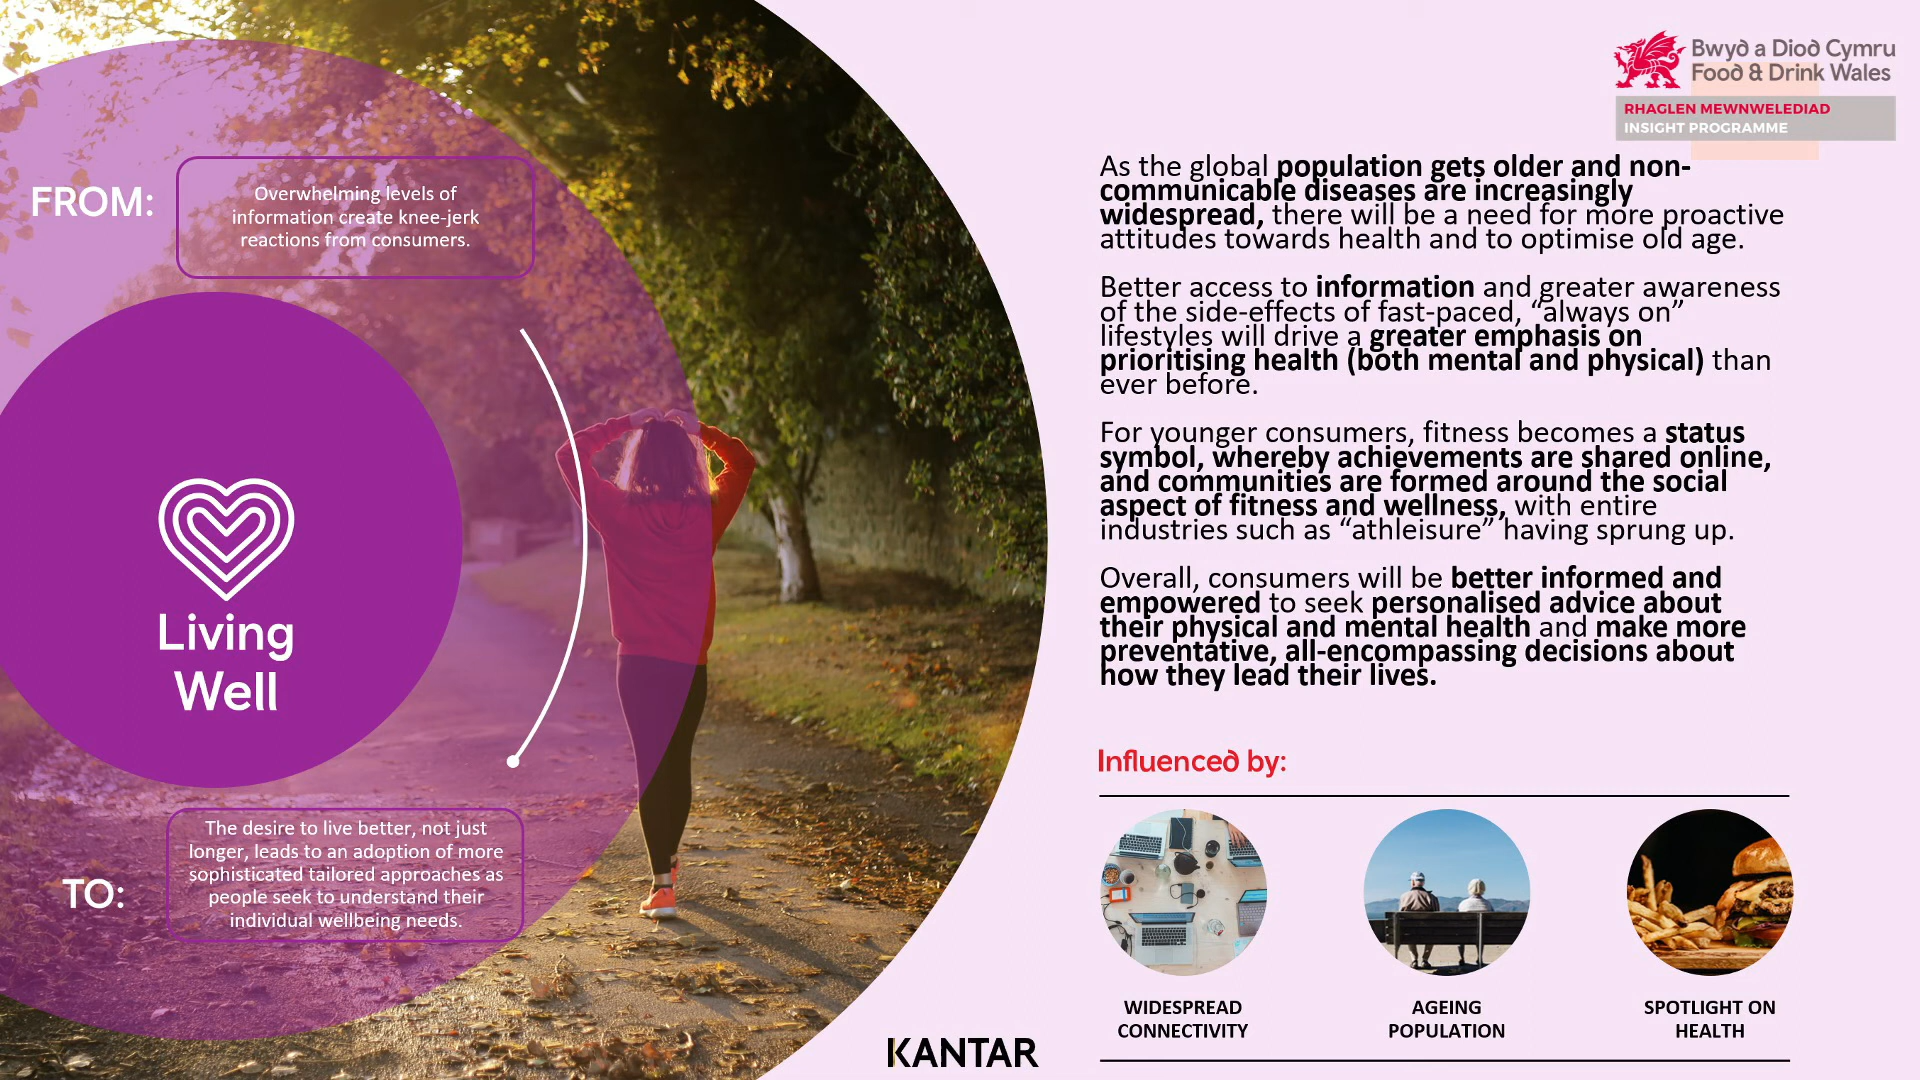 FROM:
Overwhelming levels of
information create knee-jerk
reactions from consumers.
Living
Well
TO:
The desire to live better, not just
longer, leads to an adoption of more
sophisticated tailored approaches as
people seek to understand their
individual wellbeing needs.
Bwyd a Diod Cymru
Food & Drink Wales
RHAGLEN MEWNWELEDIAD
INSIGHT PROGRAMME
As the global population gets older and non-
communicable diseases are increasingly
widespread, there will be a need for more proactive
attitudes towards health and to optimise old age.
Better access to information and greater awareness
of the side-effects of fast-paced, “always on”
lifestyles will drive a greater emphasis on
prioritising health (both mental and physical) than
ever before.
For younger consumers, fitness becomes a status
symbol, whereby achievements are shared online,
and communities are formed around the social
aspect of fitness and wellness, with entire
industries such as “athleisure” having sprung up.
Overall, consumers will be better informed and
empowered to seek personalised advice about
their physical and mental health and make more
preventative, all-encompassing decisions about
how they lead their lives.
Influenced by:
WIDESPREAD
CONNECTIVITY
AGEING
POPULATION
SPOTLIGHT ON
HEALTH
KANTAR